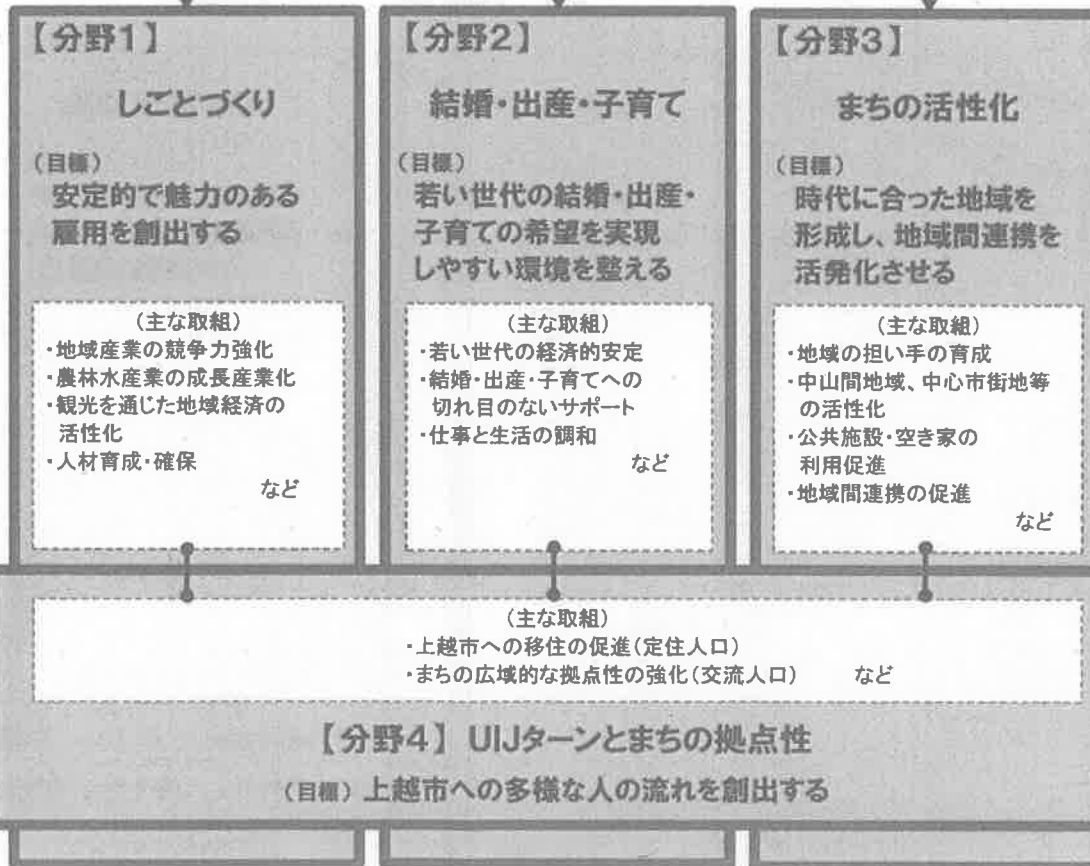 【分野1】
しごとづくり
(目標)
安定的で魅力のある
雇用を創出する
(主な取組)
・地域産業の競争力強化
・農林水産業の成長産業化
・観光を通じた地域経済の
活性化
・人材育成・確保
など
【分野2】
結婚・出産・子育て
(目標)
若い世代の結婚・出産・
子育ての希望を実現
しやすい環境を整える
(主な取組)
・若い世代の経済的安定
・結婚・出産・子育てへの
切れ目のないサポート
・仕事と生活の調和
など
【分野3】
まちの活性化
(目標)
時代に合った地域を
形成し、地域間連携を
活発化させる
(主な取組)
・地域の担い手の育成
・中山間地域、中心市街地等
の活性化
・公共施設・空き家の
利用促進
・地域間連携の促進
など
(主な取組)
・上越市への移住の促進(定住人口)
・まちの広域的な拠点性の強化(交流人口) など
【分野4】 UIJターンとまちの拠点性
(目標) 上越市への多様な人の流れを創出する